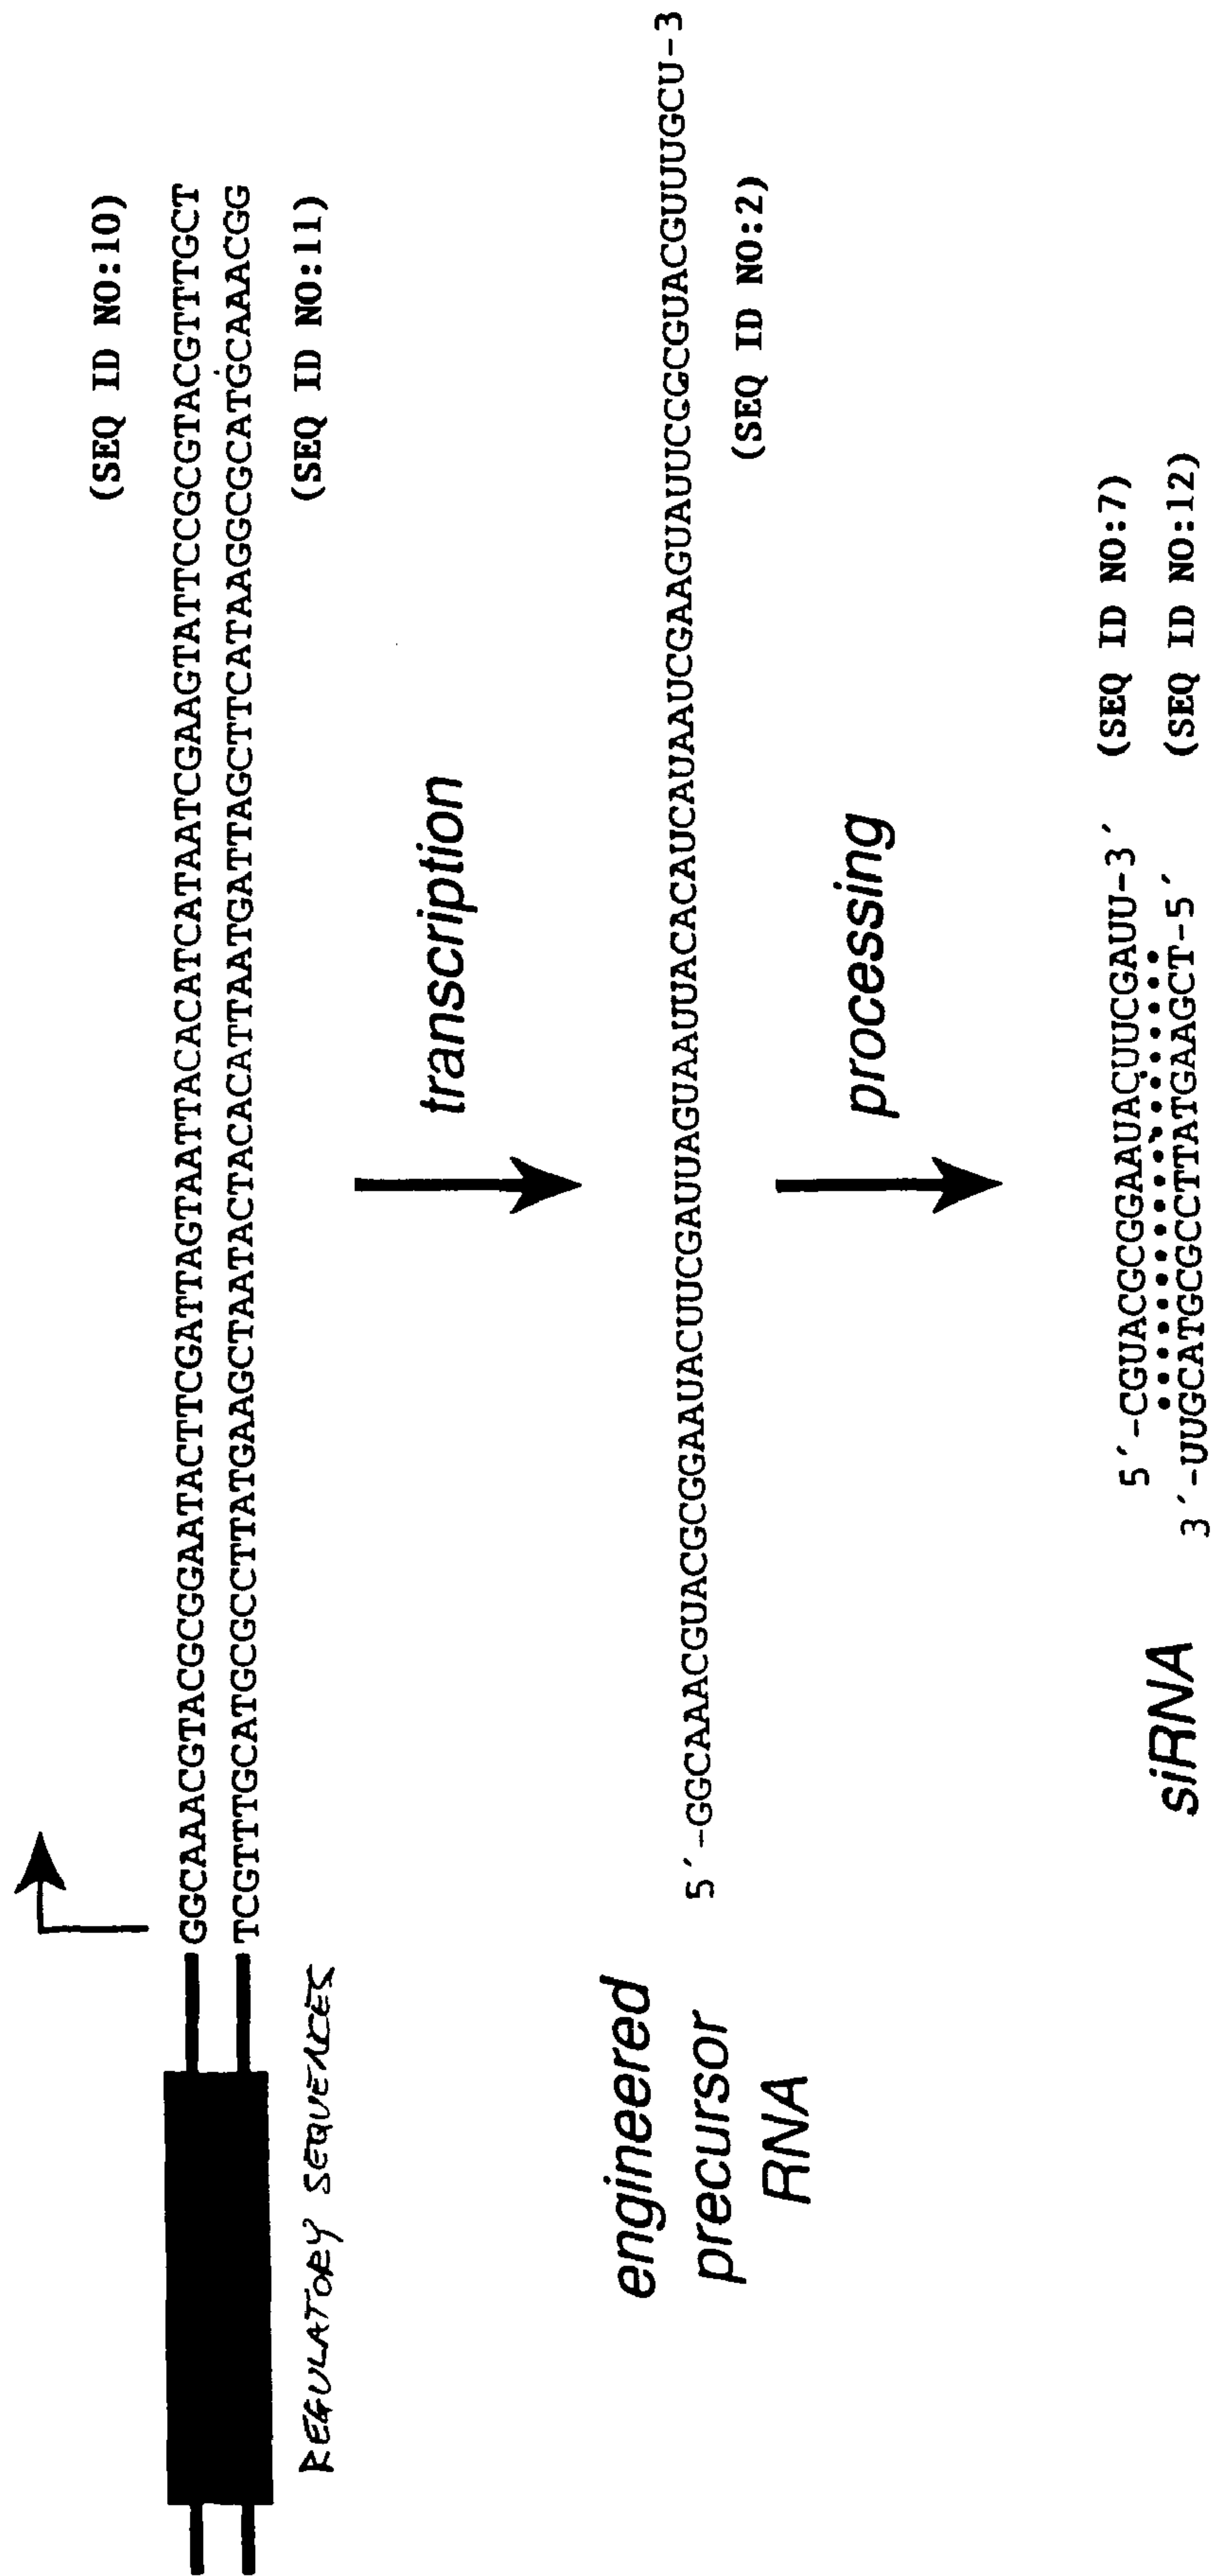 (SEQ ID NO:10)
GGCAAACGTACGCGGAATACTTCGATTAGTAATTACACATCATAATCGAAGTATTCCGCGTACGTTTGCT
TCGTTTGCATGCGCCTTATGAAGCTAATACTACACATTAATGATTAGCTTCATAAGGCGCATGCAAACGG
(SEQ ID NO:11)
REGULATORY SEQUENCES
transcription
engineered
precursor
RNA
5´-GGCAAACGUACGCGGAAUACUUCGAUUAGUAAUUACACAUCAUAAUCGAAGUAUUCCGCGUACGUUUGCU-3
(SEQ ID NO:2)
processing
siRNA
5´-CGUACGCGGAAUACUUCGAUU-3´ (SEQ ID NO:7)
3´-UUGCATGCGCCTTATGAAGCT-5´ (SEQ ID NO:12)